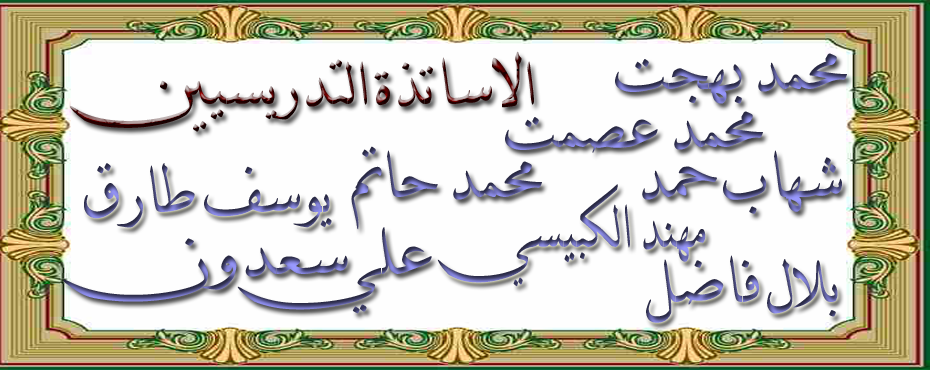 محمد بهجت
الاساتذة التدريسيين
محمد عصمت
شهاب حمد
محمد حاتم
يوسف طارق
مهند الكبيسي
علي سعدون
بلال فاضل